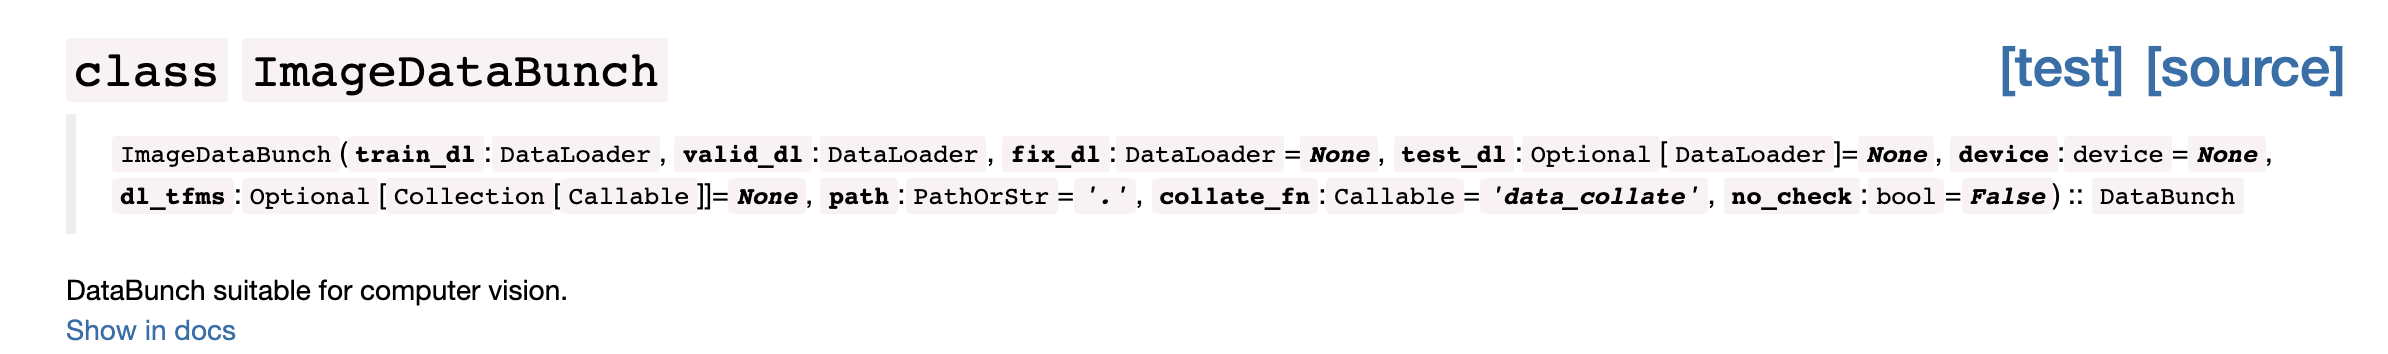 class ImageDataBunch [test] [source]
ImageDataBunch(train_dl:DataLoader, valid_dl:DataLoader, fix_dl:DataLoader=None, test_dl:Optional[DataLoader]=None, device:device=None,
dl_tfms:Optional[Collection[Callable]]=None, path:PathOrStr='.', collate_fn:Callable='data_collate', no_check:bool=False) :: DataBunch
DataBunch suitable for computer vision.
Show in docs